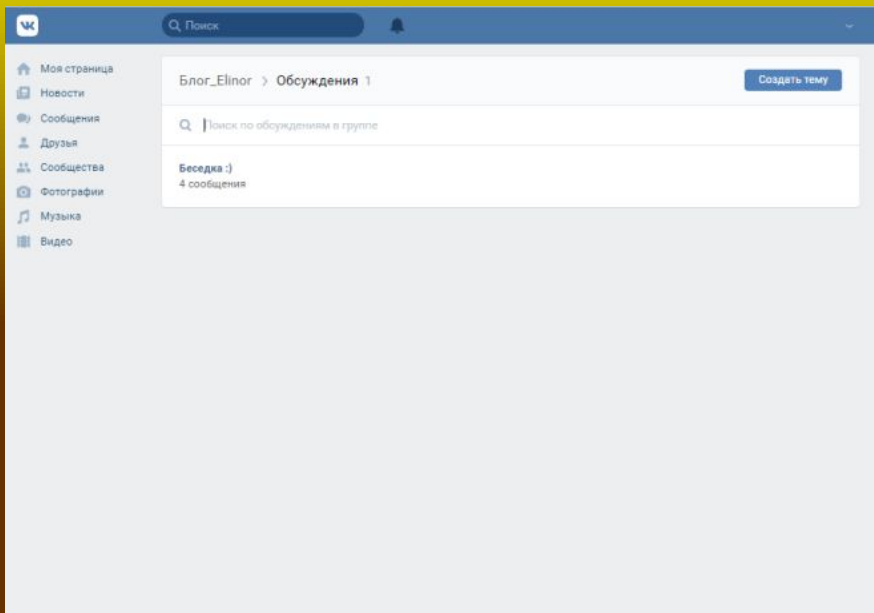 Поиск
Моя страница
Новости
Сообщения
Друзья
Сообщества
Фотографии
Музыка
Видео
Блог_Elinor > Обсуждения 1
Создать тему
Поиск по обсуждениям в группе
Беседка :)
4 сообщения